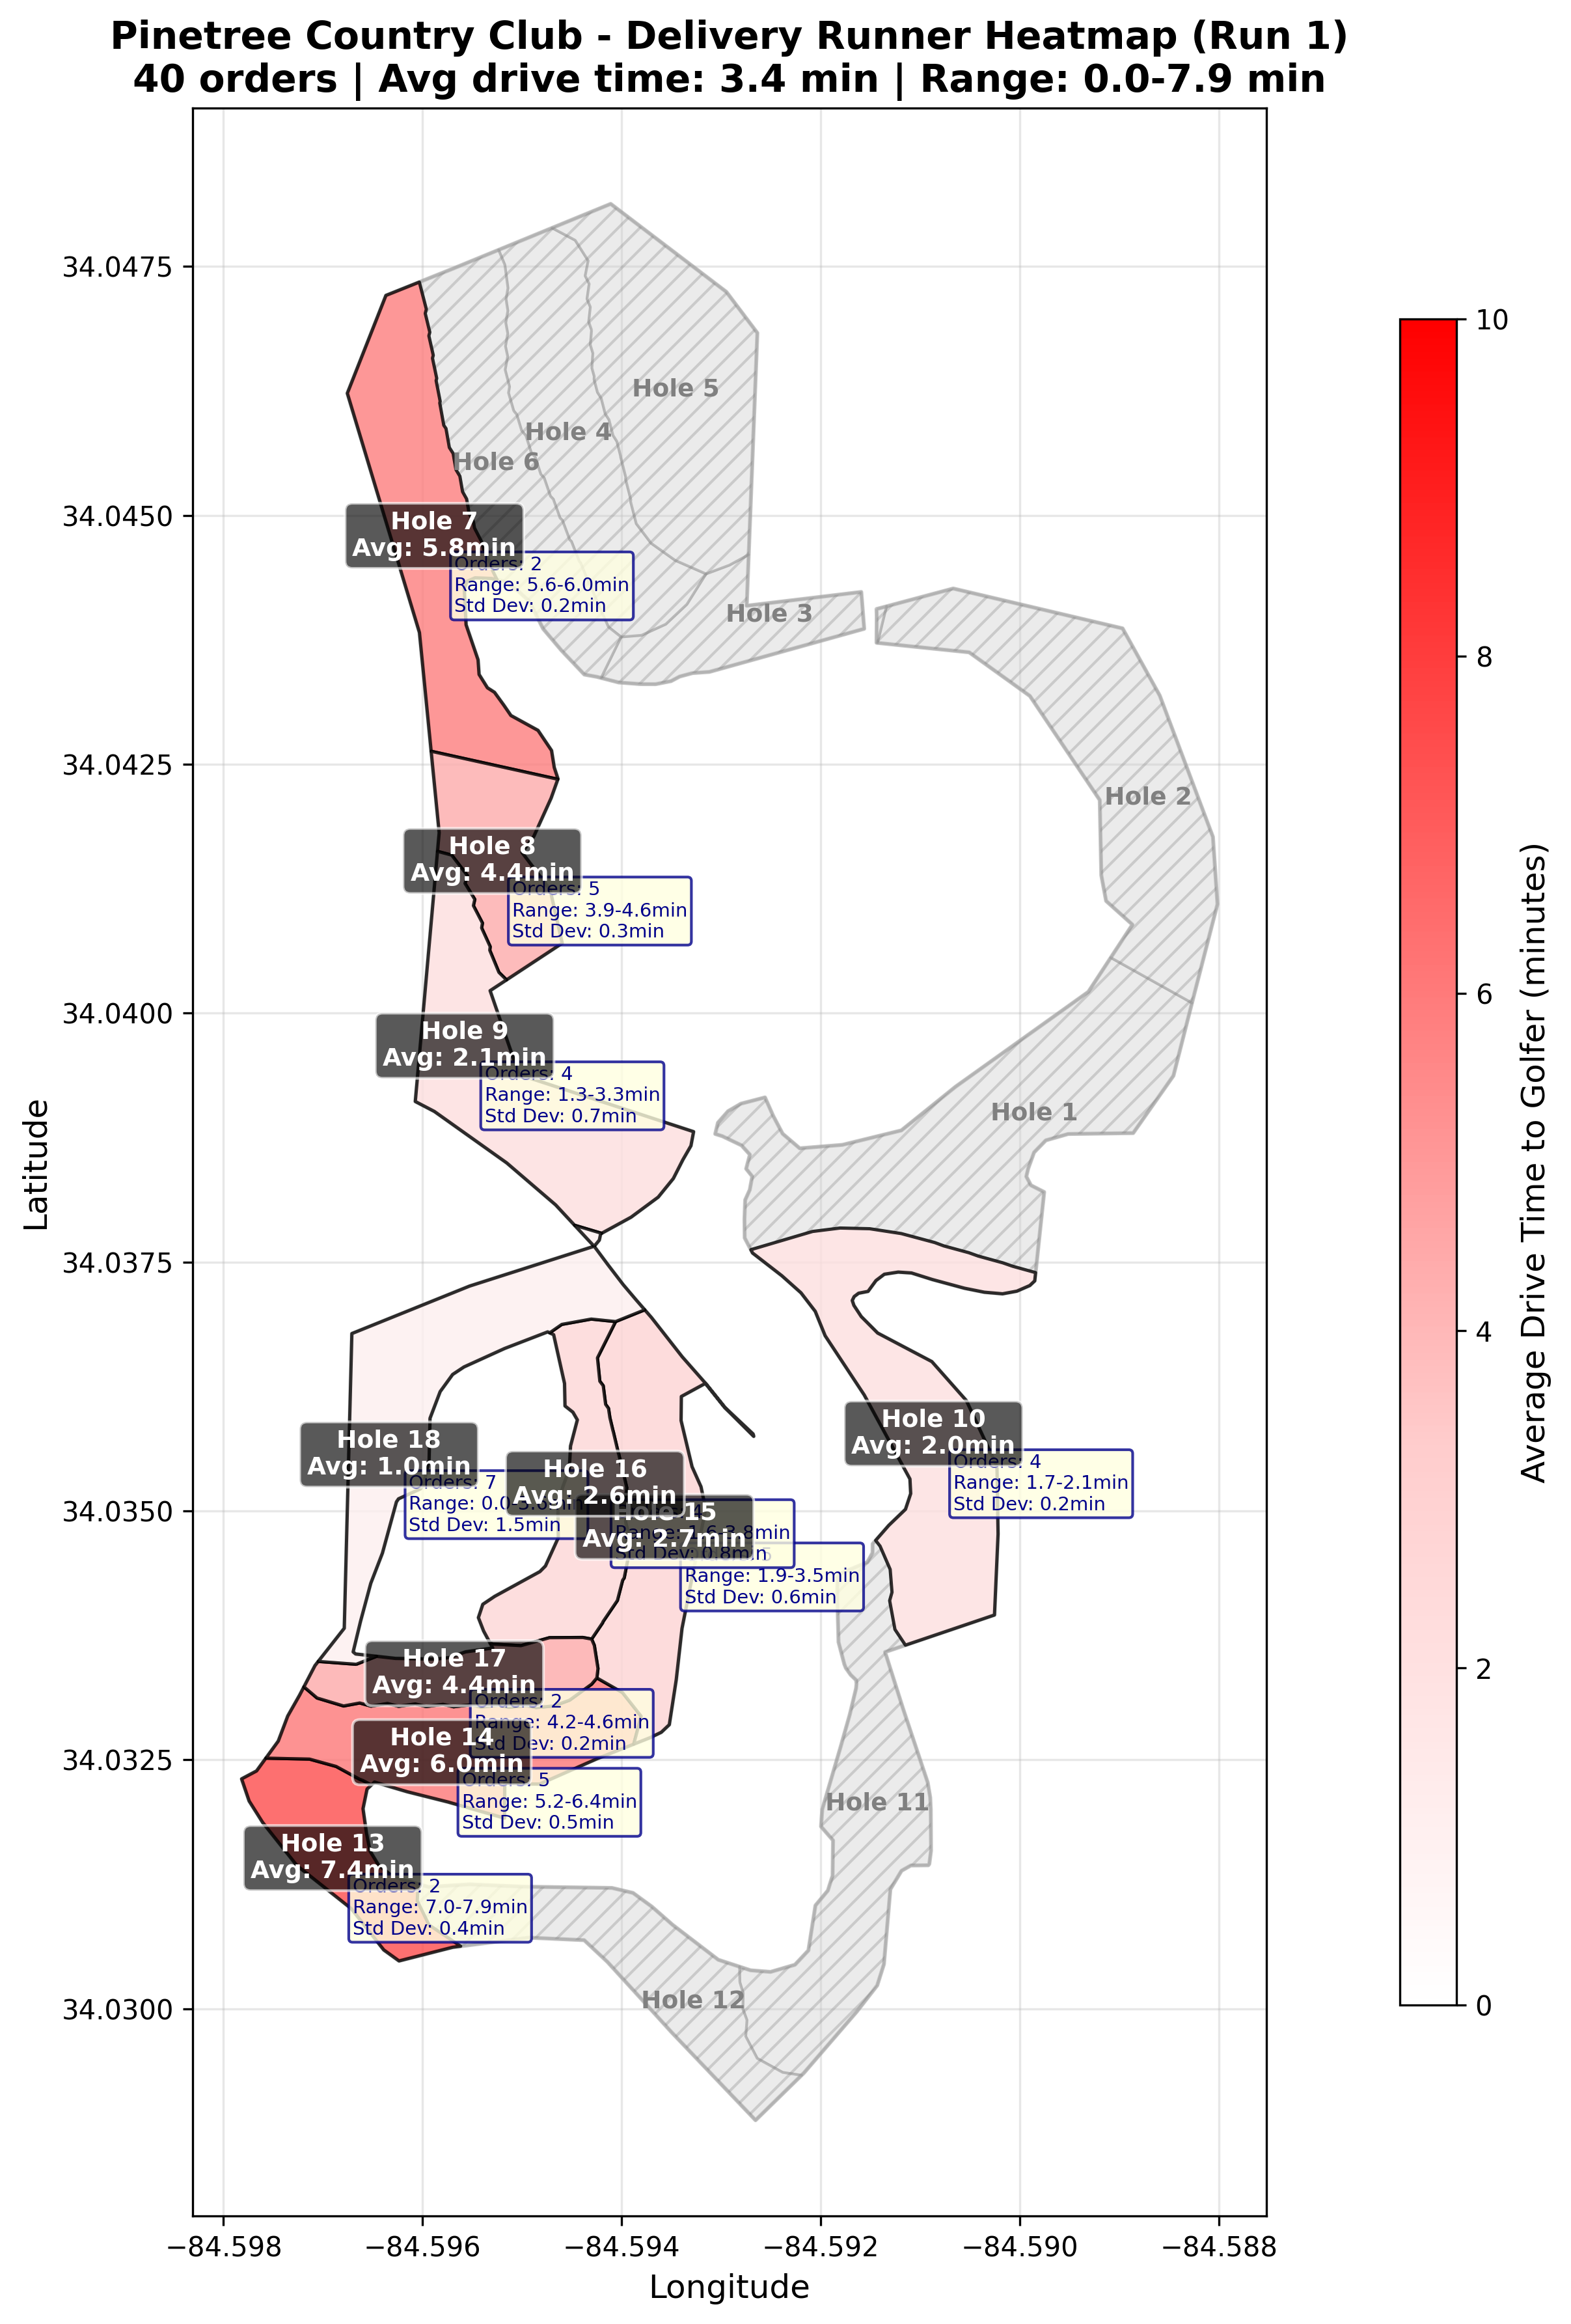 Pinetree Country Club - Delivery Runner Heatmap (Run 1)
40 orders | Avg drive time: 3.4 min | Range: 0.0-7.9 min
Latitude
34.0475
34.0450
34.0425
34.0400
34.0375
34.0350
34.0325
34.0300
Hole 5
Hole 4
Hole 6
Hole 7
Avg: 5.8min
Orders: 2
Range: 5.6-6.0min
Std Dev: 0.2min
Hole 3
Hole 2
Hole 8
Avg: 4.4min
Orders: 5
Range: 3.9-4.6min
Std Dev: 0.3min
Hole 9
Avg: 2.1min
Orders: 4
Range: 1.3-3.3min
Std Dev: 0.7min
Hole 1
Hole 10
Avg: 2.0min
Orders: 4
Range: 1.7-2.1min
Std Dev: 0.2min
Hole 18
Avg: 1.0min
Orders: 7
Range:
Std Dev: 1.5min
Hole 16
Avg: 2.6min
Std Dev: 0.8min
Hole 15
Avg: 2.7min
Range: 1.9-3.5min
Std Dev: 0.6min
Hole 17
Avg: 4.4min
Orders: 2
Range: 4.2-4.6min
Std Dev: 0.2min
Hole 14
Avg: 6.0min
Orders: 5
Range: 5.2-6.4min
Std Dev: 0.5min
Hole 11
Hole 13
Avg: 7.4min
Orders: 2
Range: 7.0-7.9min
Std Dev: 0.4min
Hole 12
−84.598
−84.596
−84.594
−84.592
−84.590
−84.588
Longitude
10
8
6
4
2
0
Average Drive Time to Golfer (minutes)